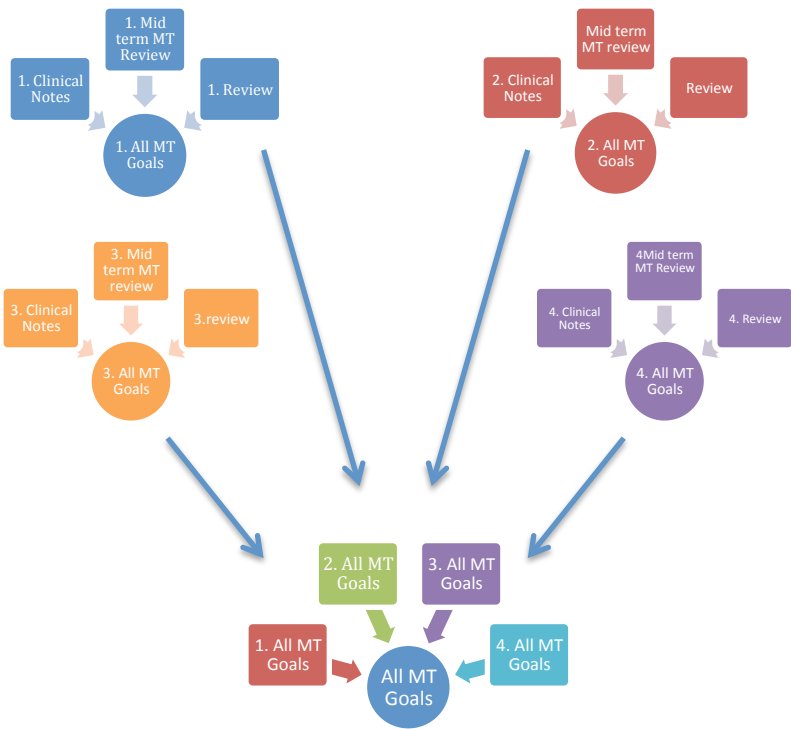 1. Mid
term MT
Review
1. Clinical
Notes
1. Review
1. All MT
Goals
Mid term
MT review
2. Clinical
Notes
Review
2. All MT
Goals
3. Mid
term MT
review
3. Clinical
Notes
3.review
3. All MT
Goals
4Mid term
MT Review
4. Clinical
Notes
4. Review
4. All MT
Goals
2. All MT
Goals
3. All MT
Goals
1. All MT
Goals
4. All MT
Goals
All MT
Goals